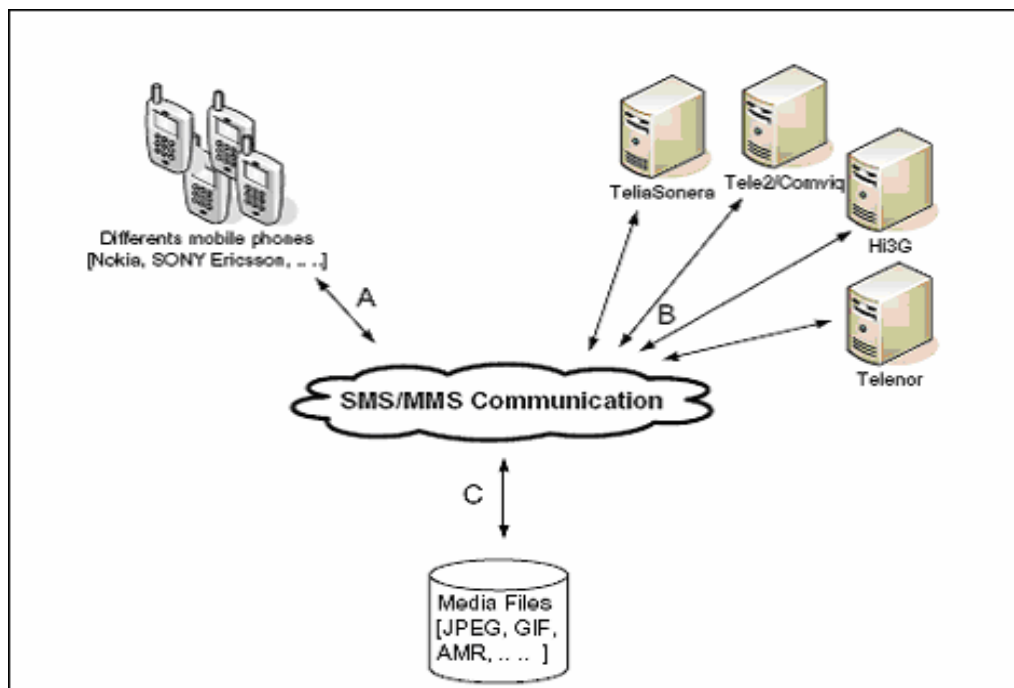 Differents mobile phones
[Nokia, SONY Ericsson, .. ..]
A
TeliaSonera
Tele2/Comviq
Hi3G
B
Telenor
SMS/MMS Communication
C
Media Files
[JPEG, GIF,
AMR, .. .. ]